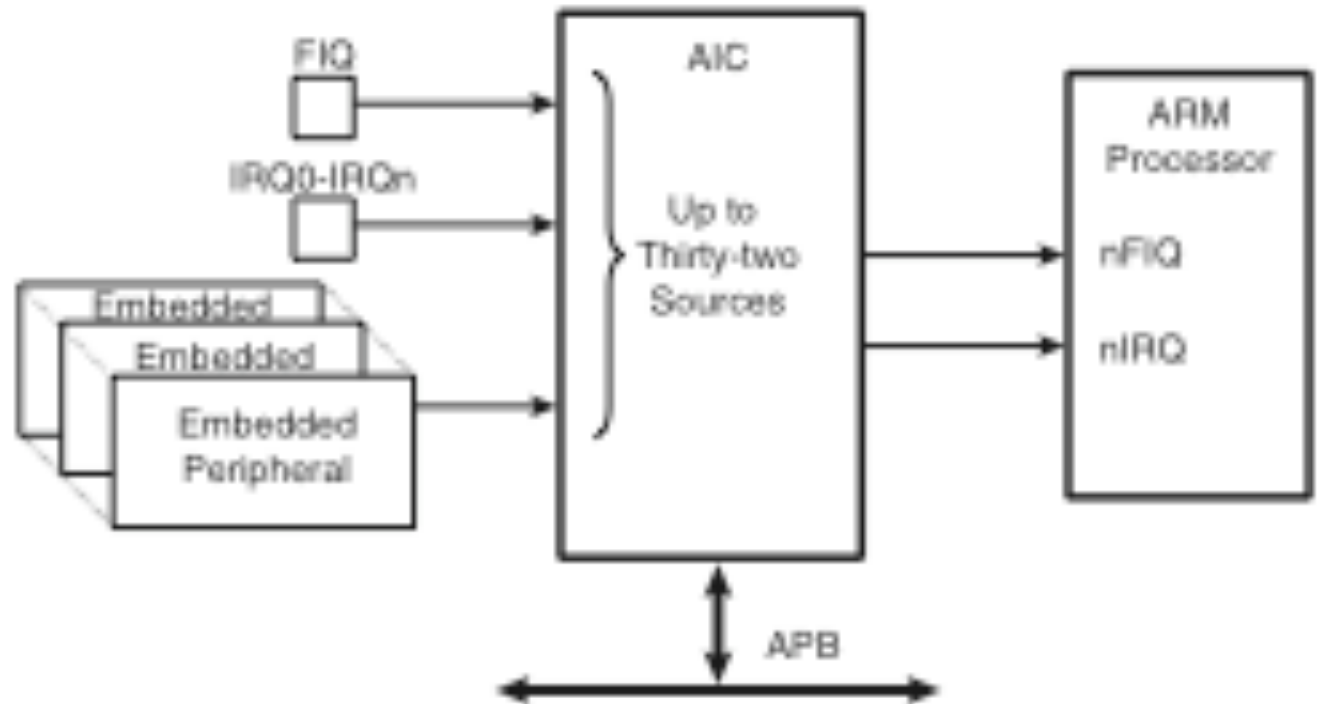 FIQ
IRQ0-IRQn
Embedded
Embedded
Embedded
Peripheral
AIC
Up to
Thirty-two
Sources
ARM
Processor
nFIQ
nIRQ
APB